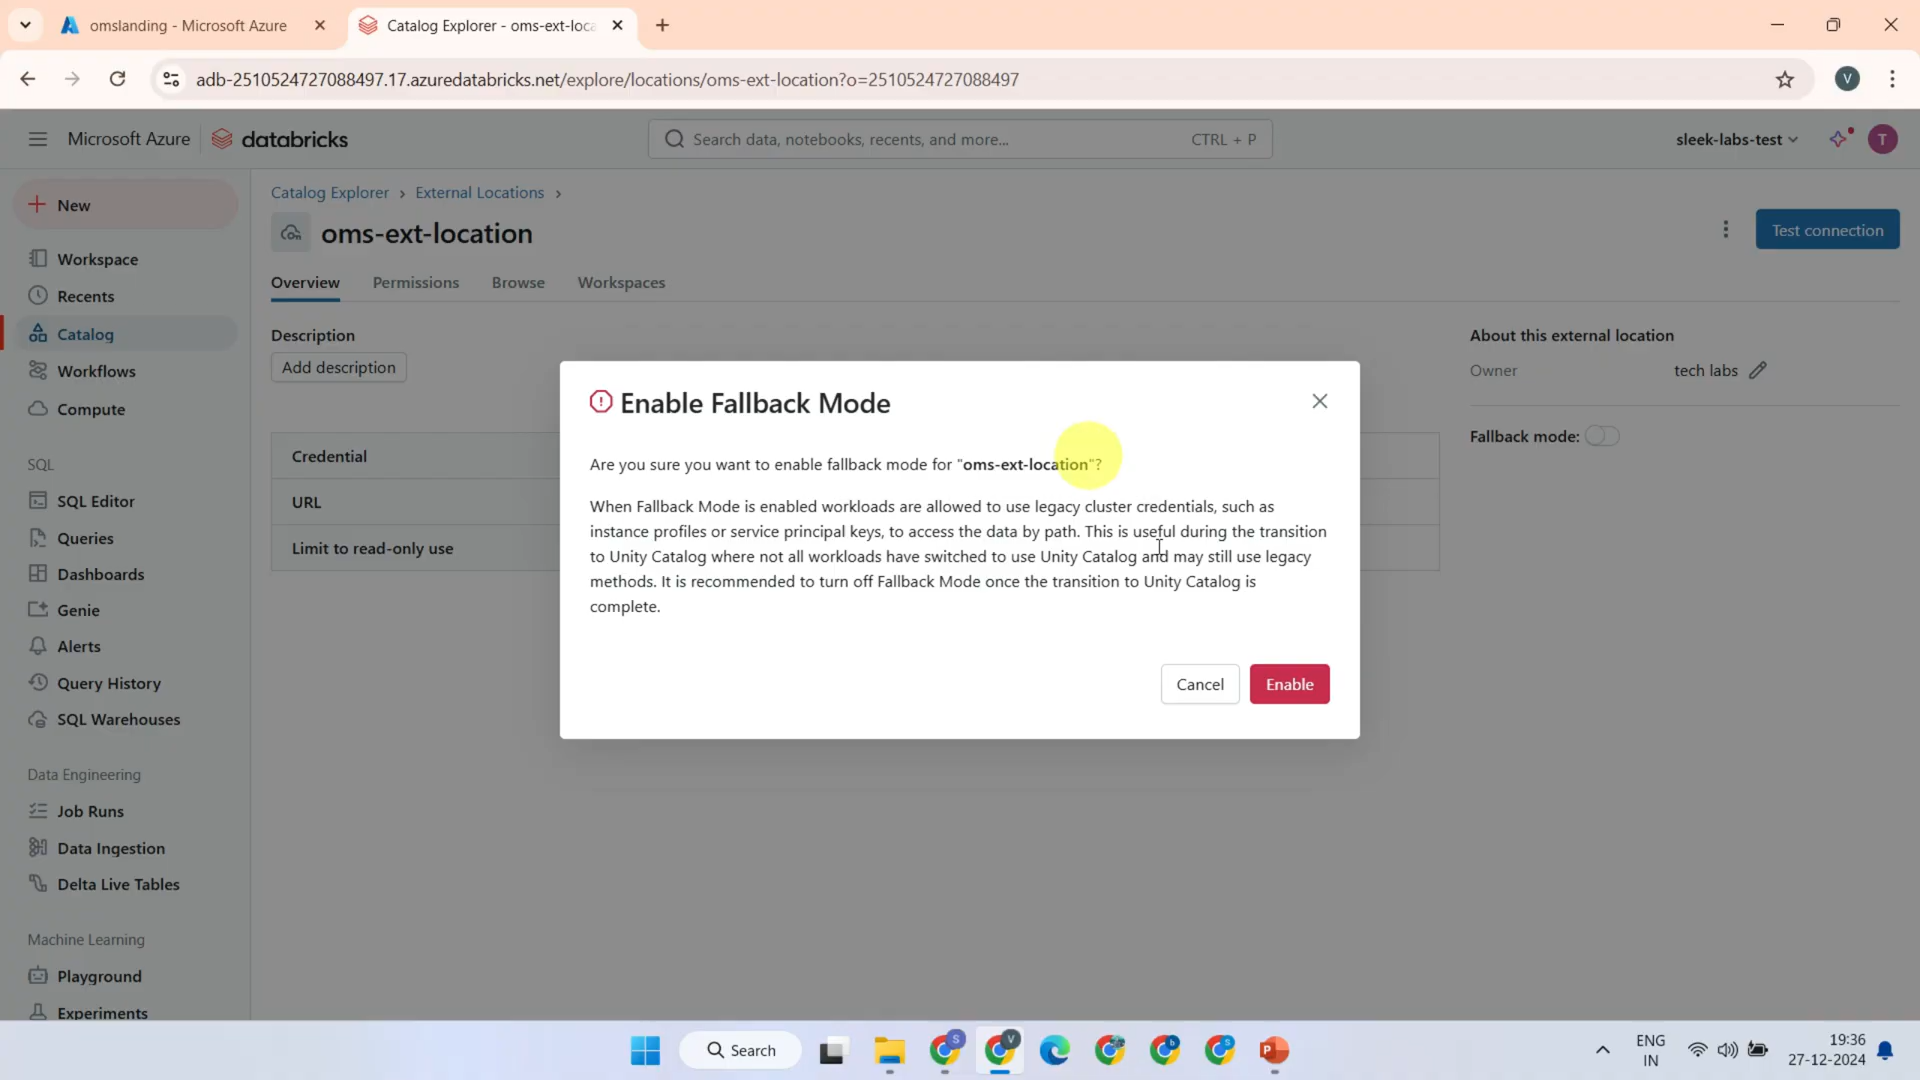 omslanding - Microsoft Azure
Catalog Explorer - oms-ext-loca
adb-2510524727088497.17.azuredatabricks.net/explore/locations/oms-ext-location?o=2510524727088497
V
Microsoft Azure
databricks
Search data, notebooks, recents, and more...
CTRL + P
sleek-labs-test
T
New
Workspace
Recents
Catalog
Workflows
Compute
SQL
SQL Editor
Queries
Dashboards
Genie
Alerts
Query History
SQL Warehouses
Data Engineering
Job Runs
Data Ingestion
Delta Live Tables
Machine Learning
Playground
Experiments
Catalog Explorer › External Locations ›
oms-ext-location
Test connection
Overview Permissions Browse Workspaces
Description
Add description
Credential
URL
Limit to read-only use
About this external location
Owner tech labs
Fallback mode:
Enable Fallback Mode
Are you sure you want to enable fallback mode for "oms-ext-location"?
When Fallback Mode is enabled workloads are allowed to use legacy cluster credentials, such as
instance profiles or service principal keys, to access the data by path. This is useful during the transition
to Unity Catalog where not all workloads have switched to use Unity Catalog and may still use legacy
methods. It is recommended to turn off Fallback Mode once the transition to Unity Catalog is
complete.
Cancel
Enable
Search
S
V
b
S
P
ENG
IN
19:36
27-12-2024